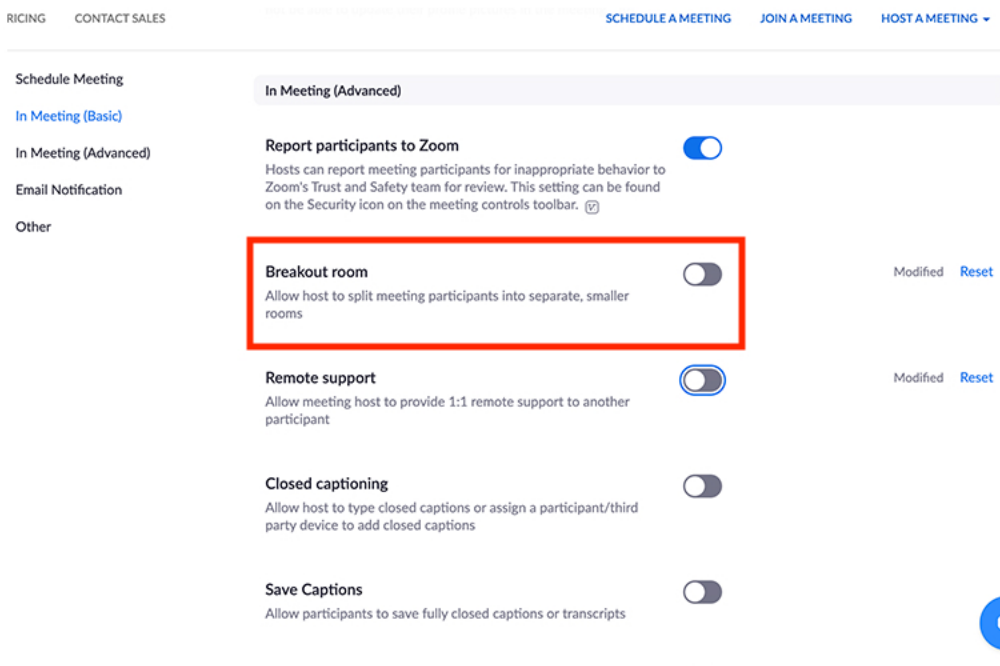 RICING CONTACT SALES SCHEDULE A MEETING JOIN A MEETING HOST A MEETING
Schedule Meeting
In Meeting (Basic)
In Meeting (Advanced)
Email Notification
Other
In Meeting (Advanced)
Report participants to Zoom
Hosts can report meeting participants for inappropriate behavior to
Zoom's Trust and Safety team for review. This setting can be found
on the Security icon on the meeting controls toolbar.
Breakout room
Modified Reset
Allow host to split meeting participants into separate, smaller
rooms
Remote support
Modified Reset
Allow meeting host to provide 1:1 remote support to another
participant
Closed captioning
Allow host to type closed captions or assign a participant/third
party device to add closed captions
Save Captions
Allow participants to save fully closed captions or transcripts